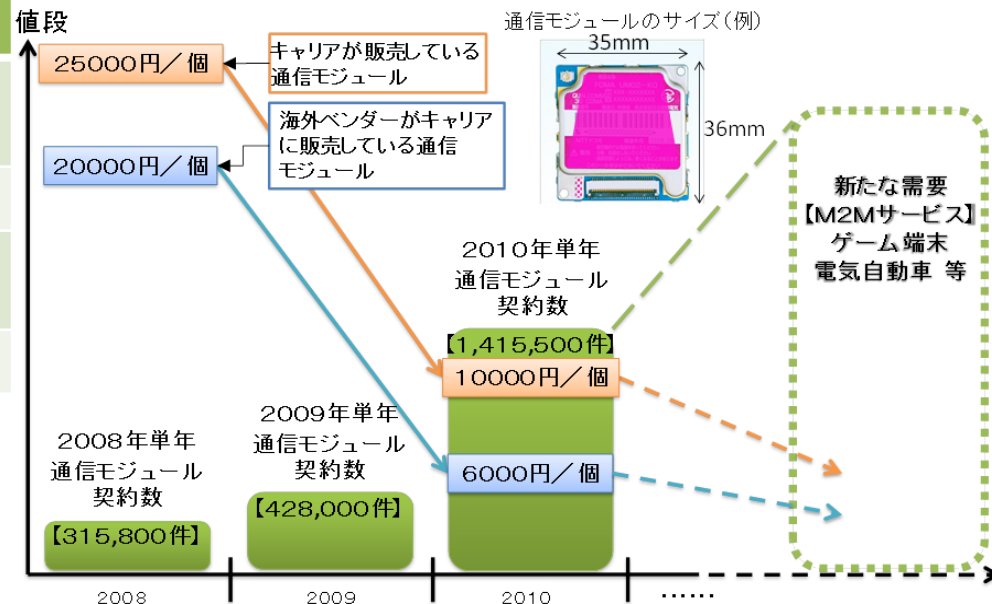 値段
通信モジュールのサイズ(例)
35mm
36mm
25000円/個
キャリアが販売している
通信モジュール
20000円/個
海外ベンダーがキャリア
に販売している通信
モジュール
新たな需要
【M2Mサービス】
ゲーム端末
電気自動車 等
2010年単年
通信モジュール
契約数
【1,415,500件】
10000円/個
6000円/個
2009年単年
通信モジュール
契約数
【428,000件】
2008年単年
通信モジュール
契約数
【315,800件】
2008
2009
2010
……